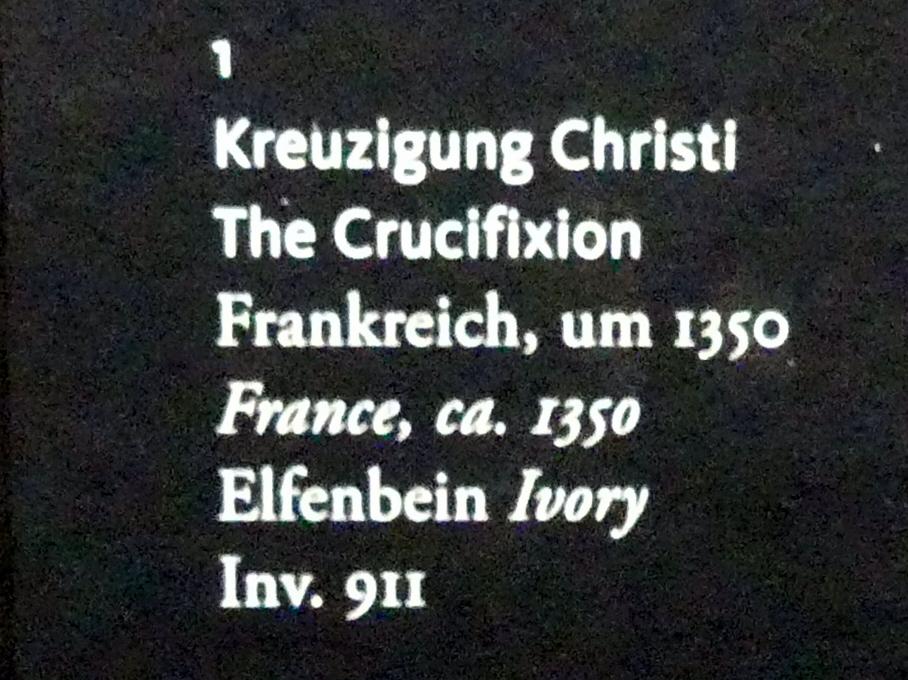 1
Kreuzigung Christi
The Crucifixion
Frankreich, um 1350
France, ca. 1350
Elfenbein Ivory
Inv. 911